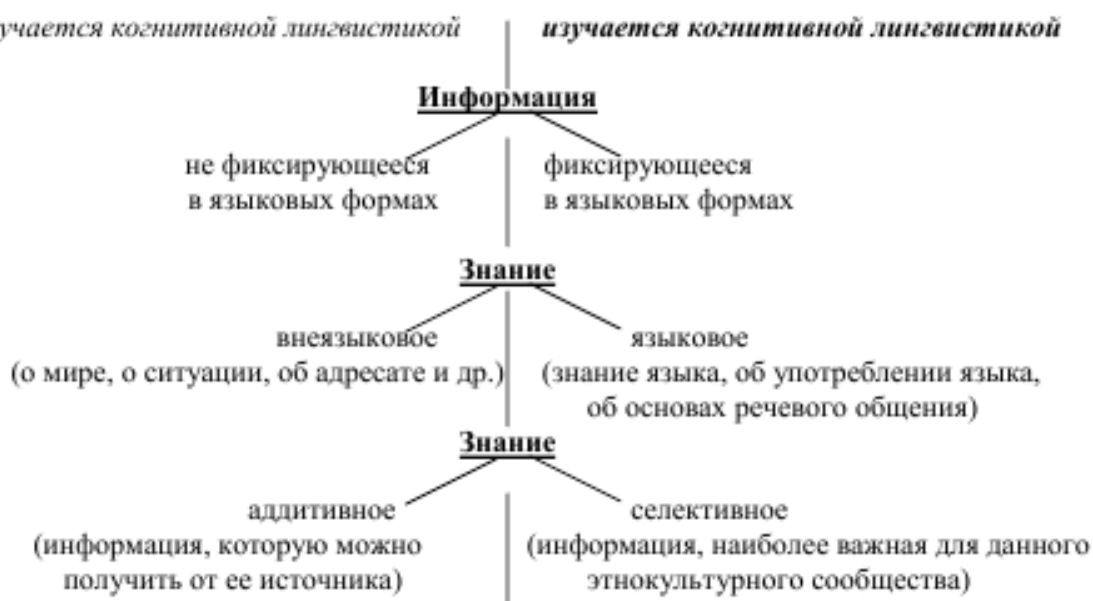 учается когнитивной лингвистикой изучается когнитивной лингвистикой
Информация
не фиксирующееся фиксирующееся
в языковых формах в языковых формах
Знание
внеязыковое языковое
(о мире, о ситуации, об адресате и др.) (знание языка, об употреблении языка,
об основах речевого общения)
Знание
аддитивное селективное
(информация, которую можно (информация, наиболее важная для данного
получить от ее источника) этнокультурного сообщества)